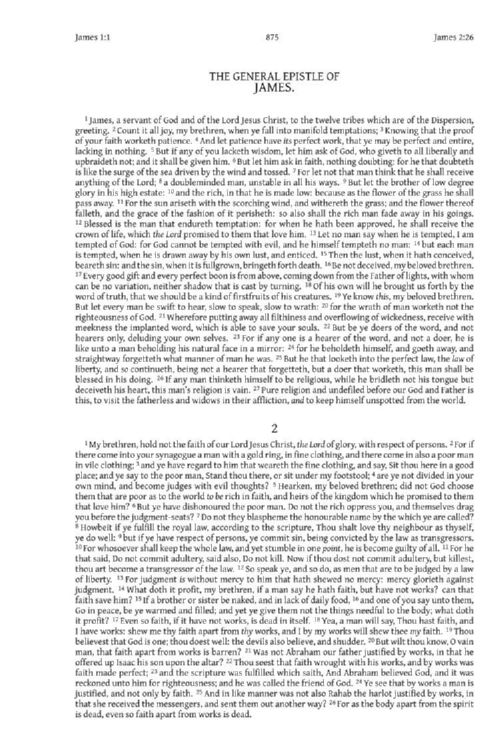 James 1:1 875 James 2:26
THE GENERAL EPISTLE OF
JAMES.
1 James, a servant of God and of the Lord Jesus Christ, to the twelve tribes which are of the Dispersion,
greeting. 2 Count it all joy, my brethren, when ye fall into manifold temptations; 3 Knowing that the proof
of your faith worketh patience. 4 And let patience have its perfect work, that ye may be perfect and entire,
lacking in nothing. 5 But if any of you lacketh wisdom, let him ask of God, who giveth to all liberally and
upbraideth not; and it shall be given him. 6 But let him ask in faith, nothing doubting: for he that doubteth
is like the surge of the sea driven by the wind and tossed. 7 For let not that man think that he shall receive
anything of the Lord; 8 a doubleminded man, unstable in all his ways. 9 But let the brother of low degree
glory in his high estate: 10 and the rich, in that he is made low: because as the flower of the grass he shall
pass away. 11 For the sun ariseth with the scorching wind, and withereth the grass; and the flower thereof
falleth, and the grace of the fashion of it perisheth: so also shall the rich man fade away in his goings.
12 Blessed is the man that endureth temptation: for when he hath been approved, he shall receive the
crown of life, which the Lord promised to them that love him. 13 Let no man say when he is tempted, I am
tempted of God: for God cannot be tempted with evil, and he himself tempteth no man: 14 but each man
is tempted, when he is drawn away by his own lust, and enticed. 15 Then the lust, when it hath conceived,
beareth sin: and the sin, when it is fullgrown, bringeth forth death. 16 Be not deceived, my beloved brethren.
17 Every good gift and every perfect boon is from above, coming down from the Father of lights, with whom
can be no variation, neither shadow that is cast by turning. 18 Of his own will he brought us forth by the
word of truth, that we should be a kind of firstfruits of his creatures. 19 Ye know this, my beloved brethren.
But let every man be swift to hear, slow to speak, slow to wrath: 20 for the wrath of man worketh not the
righteousness of God. 21 Wherefore putting away all filthiness and overflowing of wickedness, receive with
meekness the implanted word, which is able to save your souls. 22 But be ye doers of the word, and not
hearers only, deluding your own selves. 23 For if any one is a hearer of the word, and not a doer, he is
like unto a man beholding his natural face in a mirror: 24 for he beholdeth himself, and goeth away, and
straightway forgetteth what manner of man he was. 25 But he that looketh into the perfect law, the law of
liberty, and so continueth, being not a hearer that forgetteth, but a doer that worketh, this man shall be
blessed in his doing. 26 If any man thinketh himself to be religious, while he bridleth not his tongue but
deceiveth his heart, this man's religion is vain. 27 Pure religion and undefiled before our God and Father is
this, to visit the fatherless and widows in their affliction, and to keep himself unspotted from the world.
2
1 My brethren, hold not the faith of our Lord Jesus Christ, the Lord of glory, with respect of persons. 2 For if
there come into your synagogue a man with a gold ring, in fine clothing, and there come in also a poor man
in vile clothing; 3 and ye have regard to him that weareth the fine clothing, and say, Sit thou here in a good
place; and ye say to the poor man, Stand thou there, or sit under my footstool; 4 are ye not divided in your
own mind, and become judges with evil thoughts? 5 Hearken, my beloved brethren; did not God choose
them that are poor as to the world to be rich in faith, and heirs of the kingdom which he promised to them
that love him? 6 But ye have dishonoured the poor man. Do not the rich oppress you, and themselves drag
you before the judgment-seats? 7 Do not they blaspheme the honourable name by the which ye are called?
8 Howbeit if ye fulfill the royal law, according to the scripture, Thou shalt love thy neighbour as thyself,
ye do well: 9 but if ye have respect of persons, ye commit sin, being convicted by the law as transgressors.
10 For whosoever shall keep the whole law, and yet stumble in one point, he is become guilty of all. 11 For he
that said, Do not commit adultery, said also, Do not kill. Now if thou dost not commit adultery, but killest,
thou art become a transgressor of the law. 12 So speak ye, and so do, as men that are to be judged by a law
of liberty. 13 For judgment is without mercy to him that hath shewed no mercy: mercy glorieth against
judgment. 14 What doth it profit, my brethren, if a man say he hath faith, but have not works? can that
faith save him? 15 If a brother or sister be naked, and in lack of daily food, 16 and one of you say unto them,
Go in peace, be ye warmed and filled; and yet ye give them not the things needful to the body; what doth
it profit? 17 Even so faith, if it have not works, is dead in itself. 18 Yea, a man will say, Thou hast faith, and
I have works: shew me thy faith apart from thy works, and I by my works will shew thee my faith. 19 Thou
believest that God is one; thou doest well: the devils also believe, and shudder. 20 But wilt thou know, O vain
man, that faith apart from works is barren? 21 Was not Abraham our father justified by works, in that he
offered up Isaac his son upon the altar? 22 Thou seest that faith wrought with his works, and by works was
faith made perfect; 23 and the scripture was fulfilled which saith, And Abraham believed God, and it was
reckoned unto him for righteousness; and he was called the friend of God. 24 Ye see that by works a man is
justified, and not only by faith. 25 And in like manner was not also Rahab the harlot justified by works, in
that she received the messengers, and sent them out another way? 26 For as the body apart from the spirit
is dead, even so faith apart from works is dead.